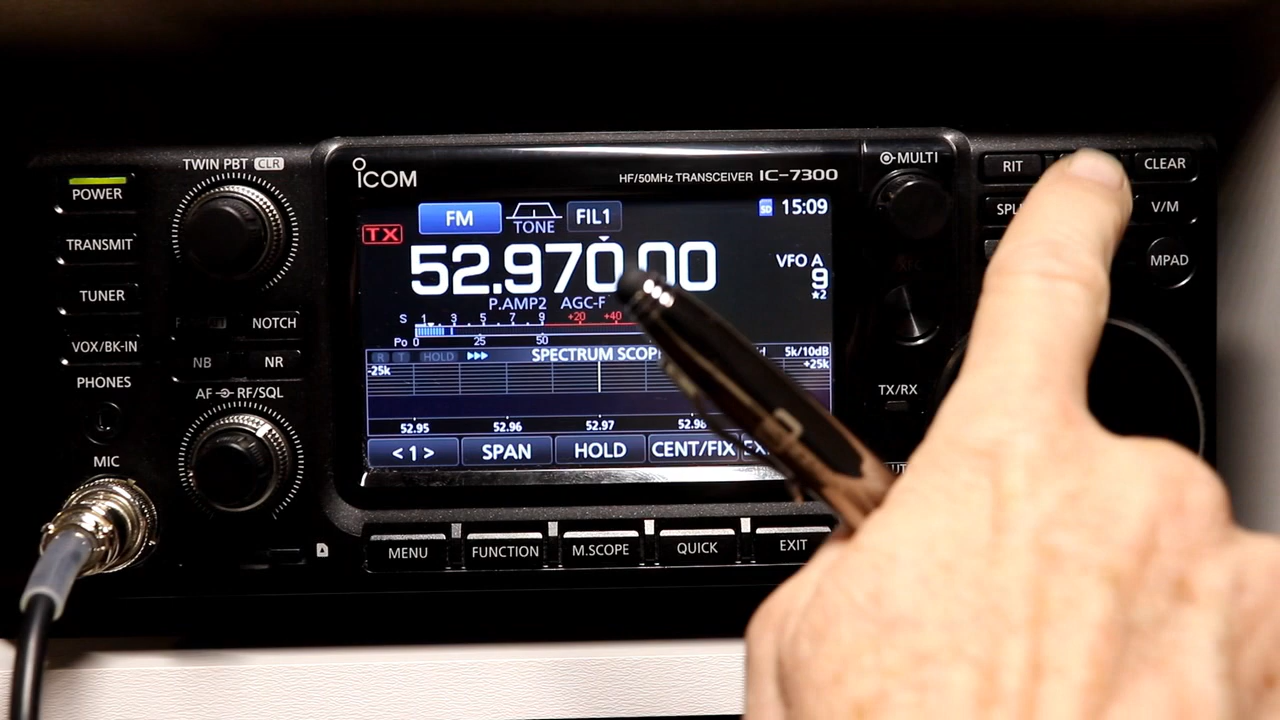 TWIN PBT CLR
POWER
TRANSMIT
TUNER
VOX/BK-IN
PHONES
MIC
NOTCH
NB NR
AF RF/SQL
ICOM
HF/50MHz TRANSCEIVER IC-7300
FM TONE FIL1 SD 15:09
TX
52.970.00
VFO A
9
★2
P.AMP2 AGC-F
S 1 3 5 7 9 +20 +40
Po 0 25 50
R T HOLD SPECTRUM SCOPE 5k/10dB
-25k +25k
52.95 52.96 52.97 52.98
<1> SPAN HOLD CENT/FIX
MENU FUNCTION M.SCOPE QUICK EXIT
MULTI
TX/RX
RIT CLEAR
V/M
MPAD